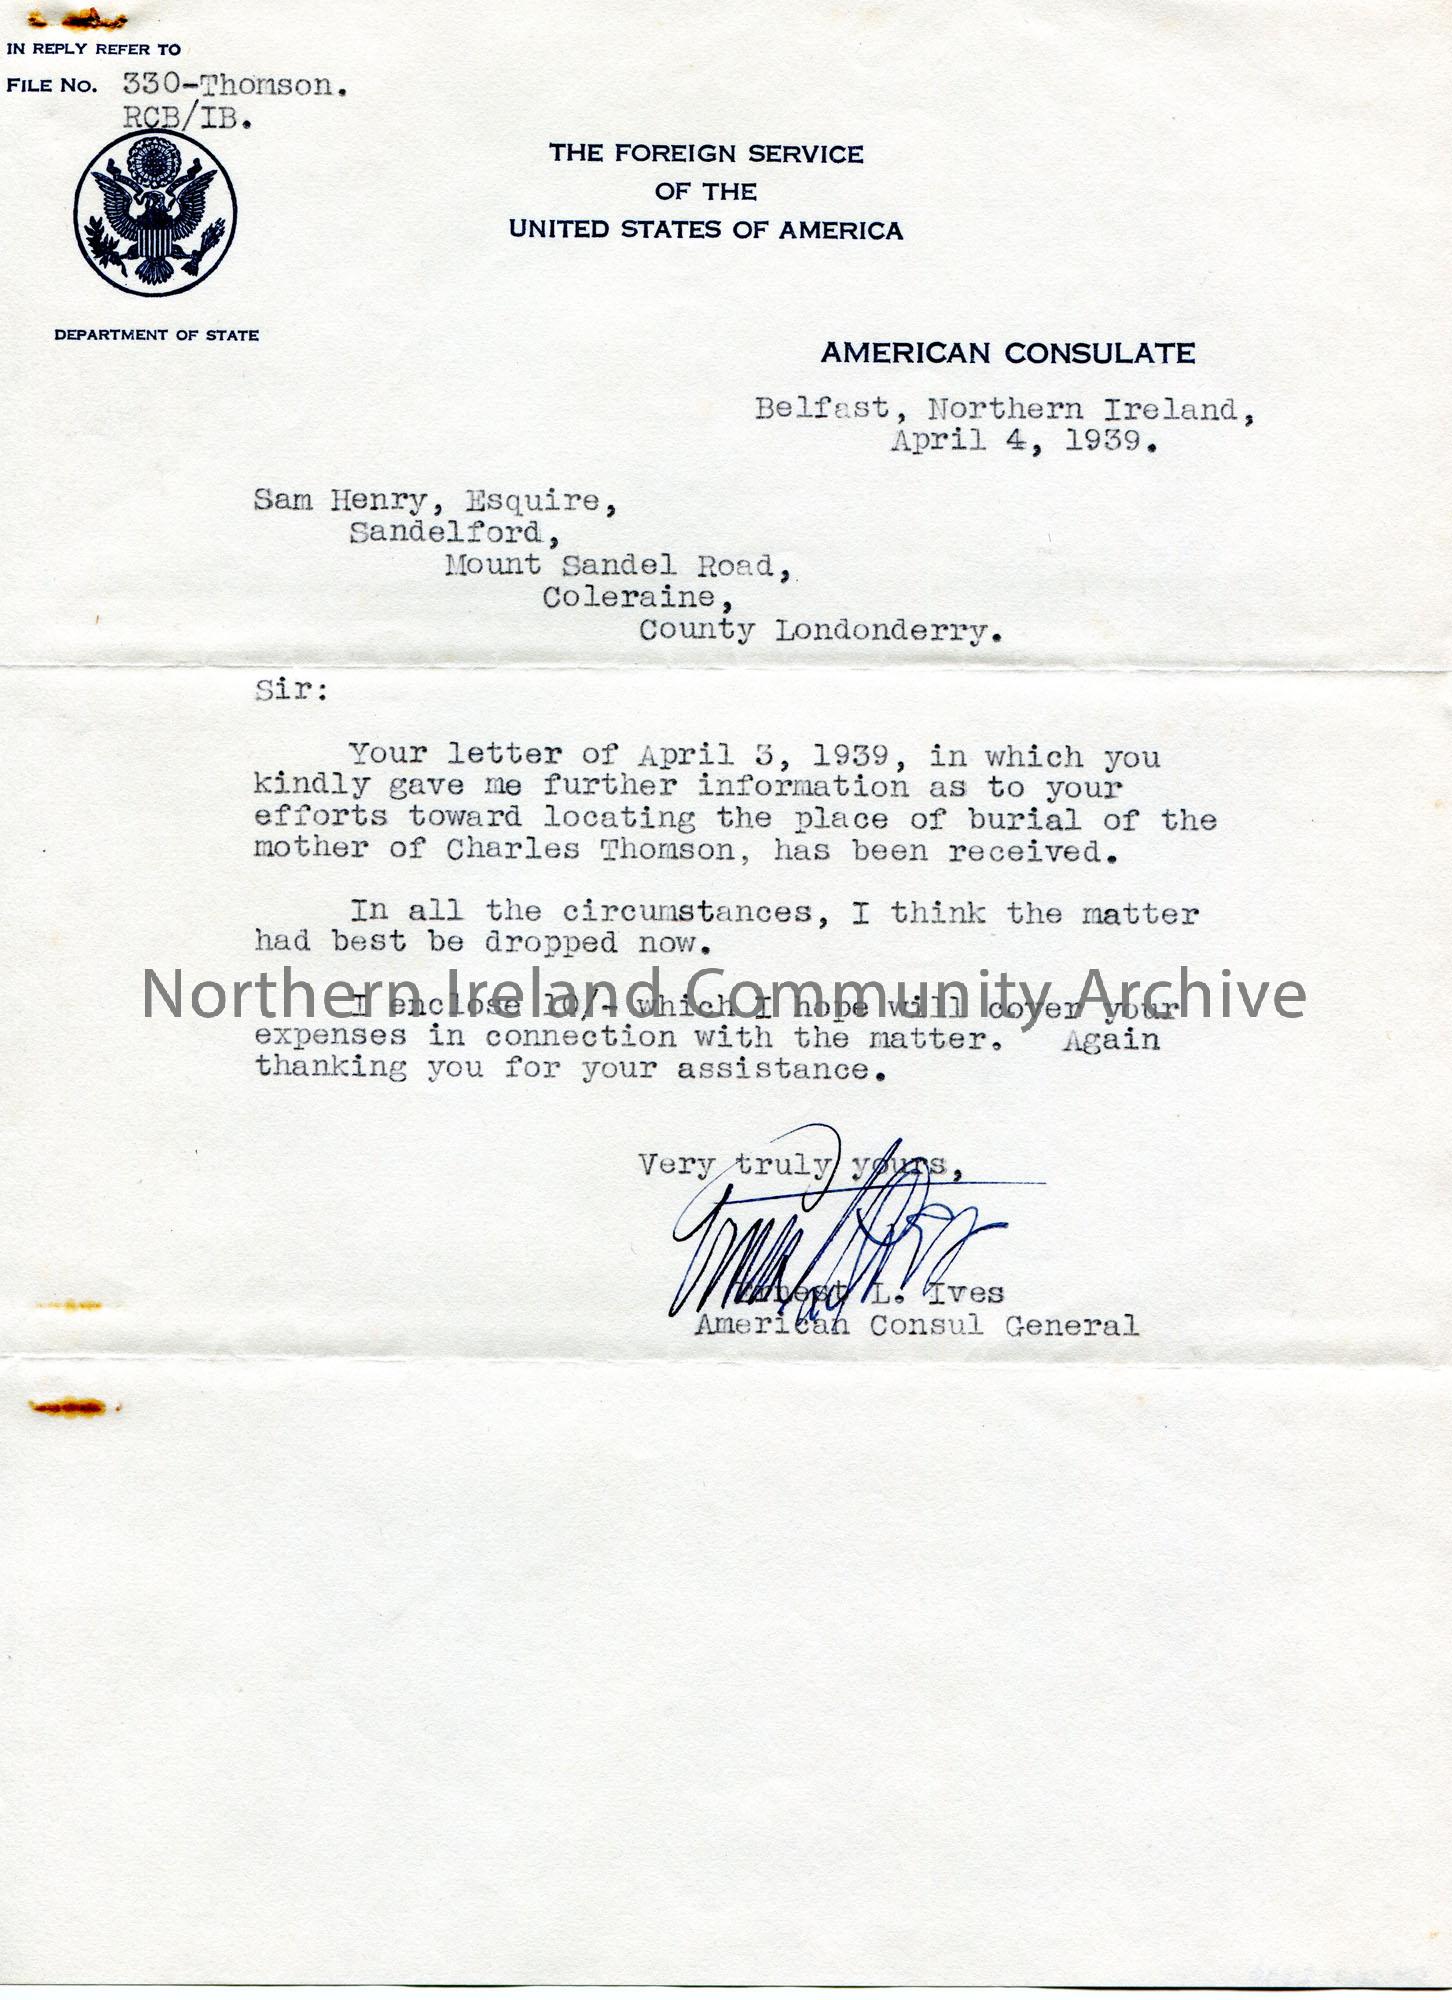 IN REPLY REFER TO
FILE NO. 330-Thomson.
RCB/IB.
THE FOREIGN SERVICE
OF THE
UNITED STATES OF AMERICA
DEPARTMENT OF STATE
AMERICAN CONSULATE
Belfast, Northern Ireland,
April 4, 1939.
Sam Henry, Esquire,
Sandelford,
Mount Sandel Road,
Coleraine,
County Londonderry.
Sir:
Your letter of April 3, 1939, in which you
kindly gave me further information as to your
efforts toward locating the place of burial of the
mother of Charles Thomson, has been received.
In all the circumstances, I think the matter
had best be dropped now.
Northern Ireland Community Archive
I enclose 10/- which I hope will cover your
expenses in connection with the matter. Again
thanking you for your assistance.
Very truly yours,
Ernest L. Ives
American Consul General